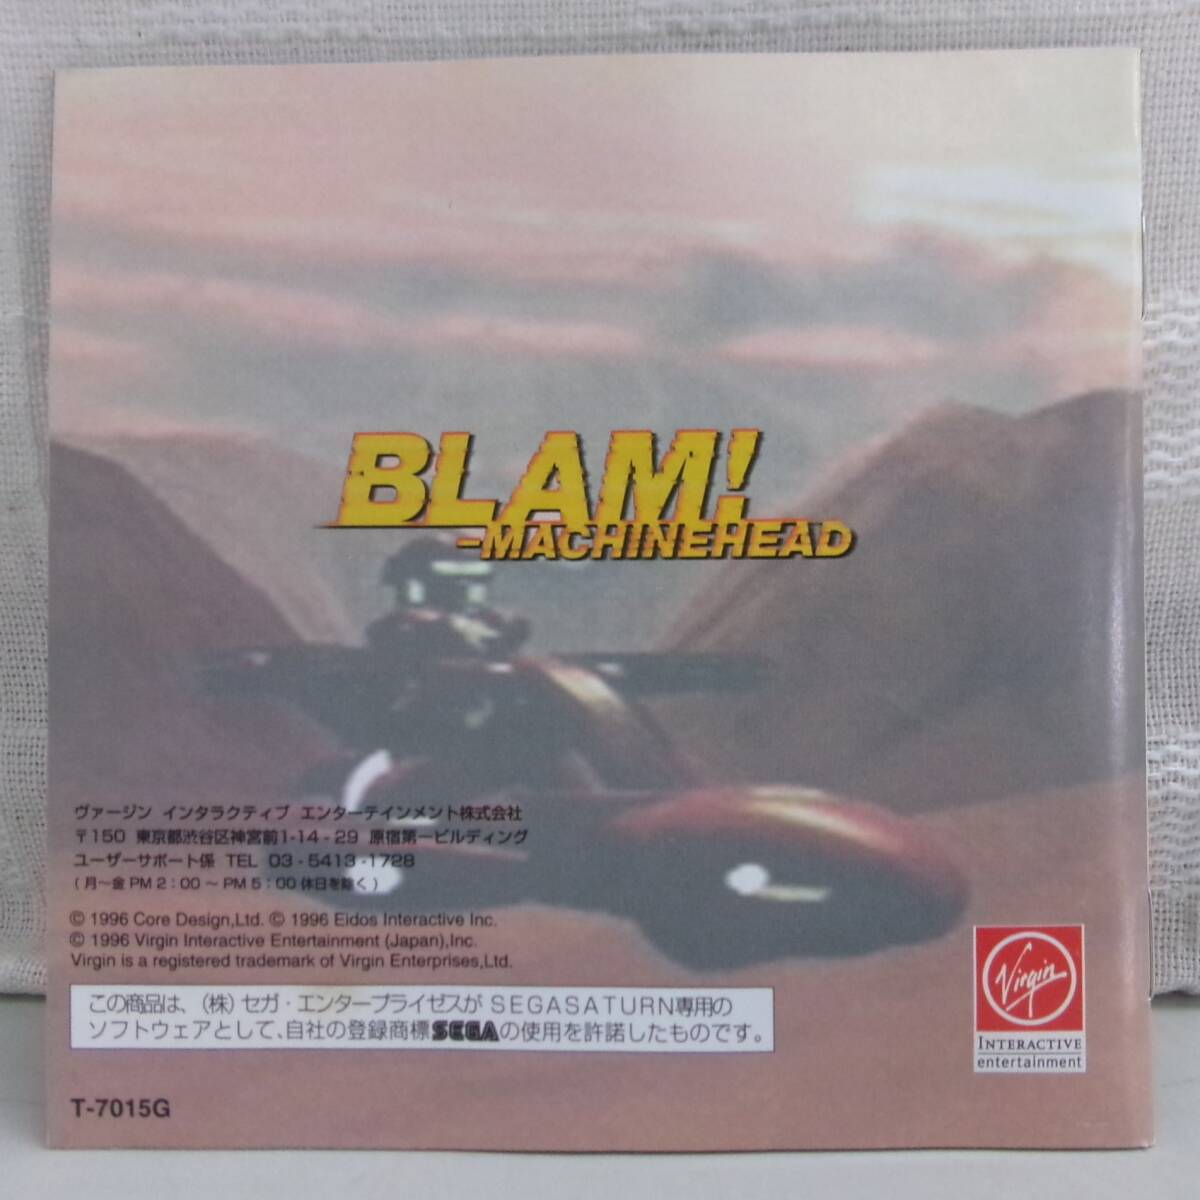 BLAM!
-MACHINEHEAD
ヴァージン インタラクティブ エンターテインメント株式会社
〒150 東京都渋谷区神宮前1-14-29 原宿第一ビルディング
ユーザーサポート係 TEL 03-5413-1728
(月～金 PM 2:00 ～ PM 5:00 休日を除く)
© 1996 Core Design,Ltd. © 1996 Eidos Interactive Inc.
© 1996 Virgin Interactive Entertainment (Japan),Inc.
Virgin is a registered trademark of Virgin Enterprises,Ltd.
この商品は、(株)セガ・エンタープライゼスがSEGASATURN専用の
ソフトウェアとして、自社の登録商標SEGAの使用を許諾したものです。
Virgin
INTERACTIVE
entertainment
T-7015G